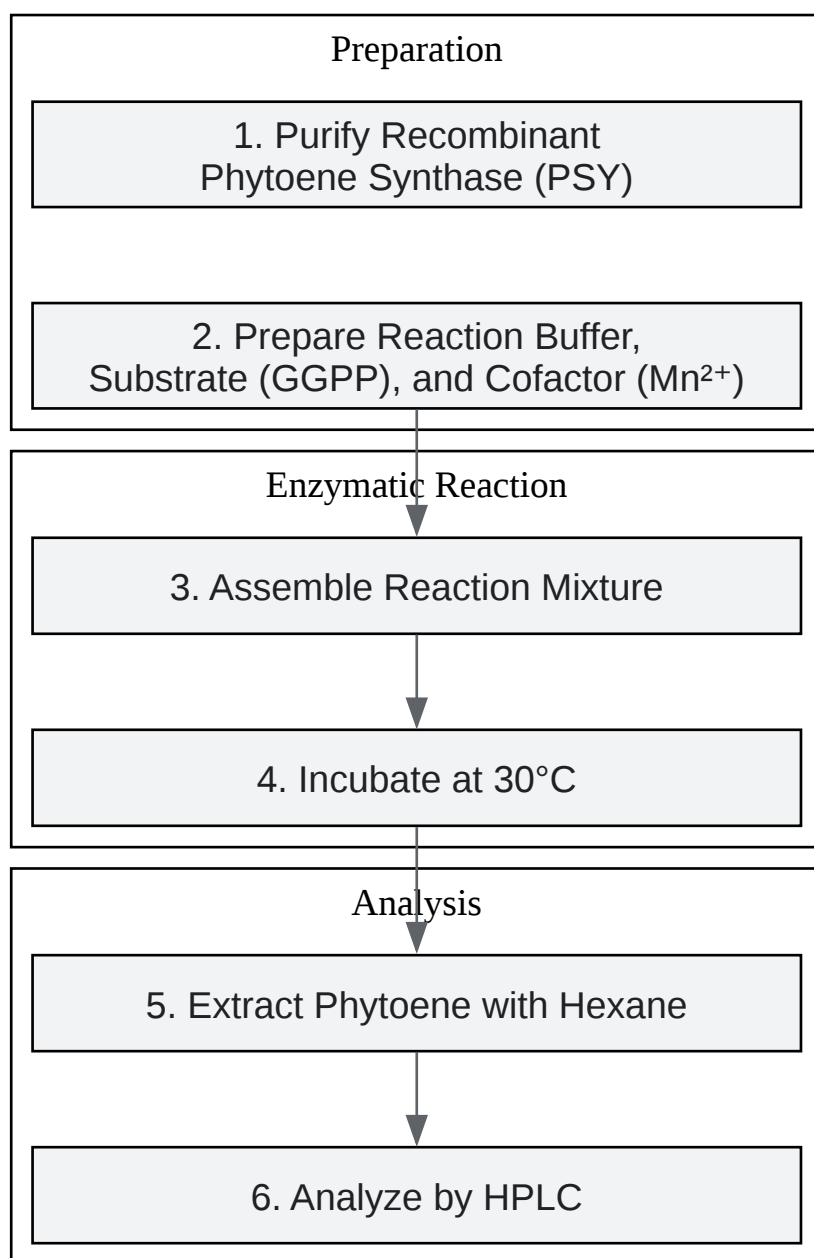 Preparation
1. Purify Recombinant
Phytoene Synthase (PSY)
2. Prepare Reaction Buffer,
Substrate (GGPP), and Cofactor (Mn²⁺)
Enzymatic Reaction
3. Assemble Reaction Mixture
4. Incubate at 30°C
Analysis
5. Extract Phytoene with Hexane
6. Analyze by HPLC